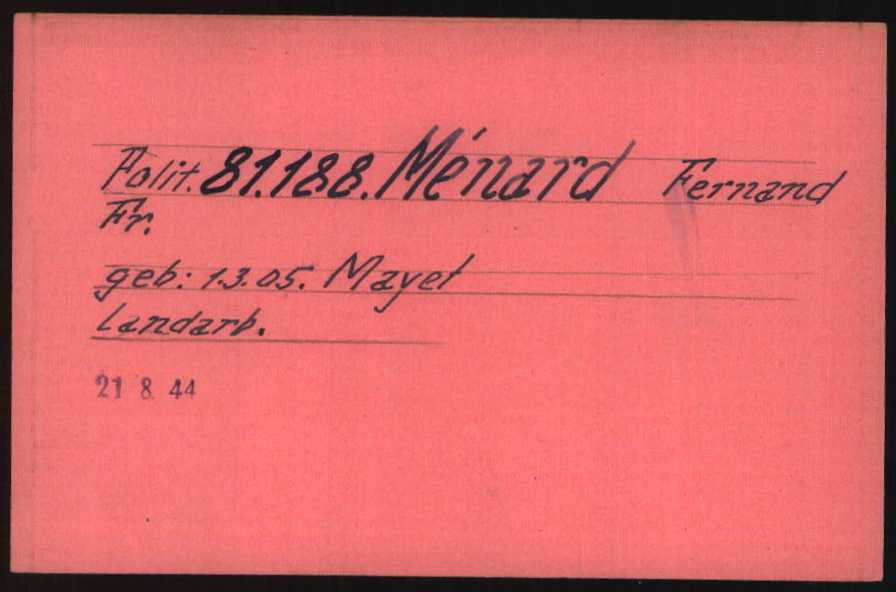 Polit. 81.188. Ménard Fernand
Fr.
geb: 1.3.05. Mayet
Landarb.
21 8 44